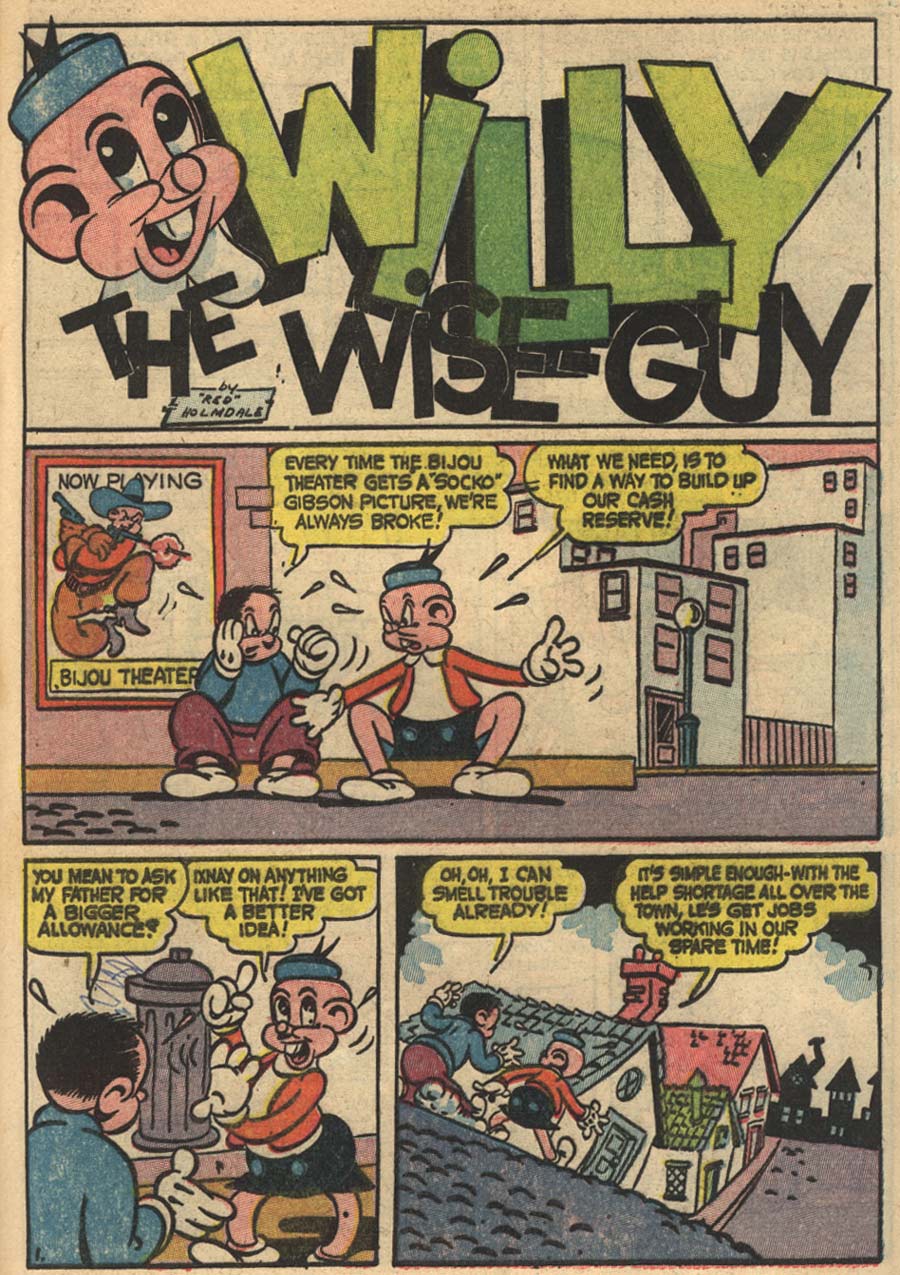 WiLLY
THE WISE-GUY
by
"RED"
HOLMDALE
NOW PLAYING
BIJOU THEATER
EVERY TIME THE BIJOU
THEATER GETS A "SOCKO"
GIBSON PICTURE, WE'RE
ALWAYS BROKE!
WHAT WE NEED, IS TO
FIND A WAY TO BUILD UP
OUR CASH
RESERVE!
YOU MEAN TO ASK
MY FATHER FOR
A BIGGER
ALLOWANCE?
IXNAY ON ANYTHING
LIKE THAT! I'VE GOT
A BETTER
IDEA!
OH, OH, I CAN
SMELL TROUBLE
ALREADY!
IT'S SIMPLE ENOUGH-WITH THE
HELP SHORTAGE ALL OVER THE
TOWN, LE'S GET JOBS
WORKING IN OUR
SPARE TIME!
1.